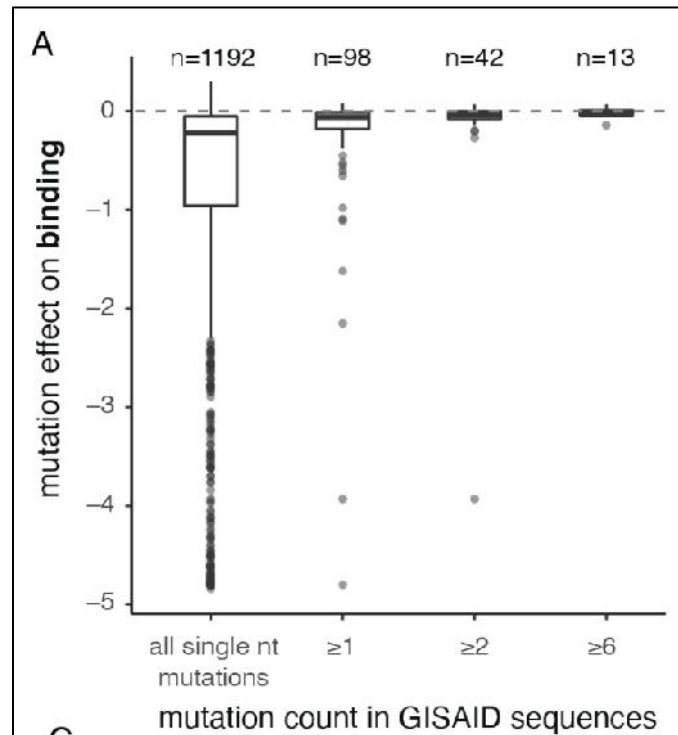 A
n=1192 n=98 n=42 n=13
mutation effect on binding
0
−1
−2
−3
−4
−5
all single nt
mutations
≥1 ≥2 ≥6
mutation count in GISAID sequences